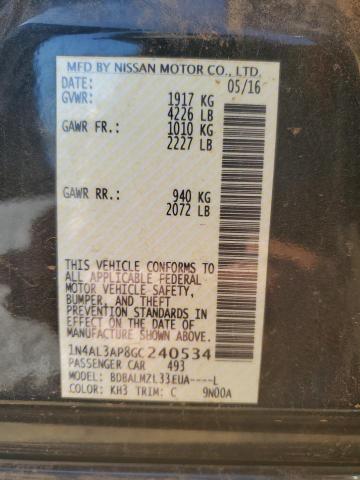 MFD BY NISSAN MOTOR CO., LTD.
DATE: 05/16
GVWR: 1917 KG
4226 LB
GAWR FR.: 1010 KG
2227 LB
GAWR RR.: 940 KG
2072 LB
THIS VEHICLE CONFORMS TO
ALL APPLICABLE FEDERAL
MOTOR VEHICLE SAFETY,
BUMPER, AND THEFT
PREVENTION STANDARDS IN
EFFECT ON THE DATE OF
MANUFACTURE SHOWN ABOVE.
1N4AL3AP8GC240534
PASSENGER CAR 493
MODEL: BDBALMZL33EUA----L
COLOR: KH3 TRIM: C 9N00A